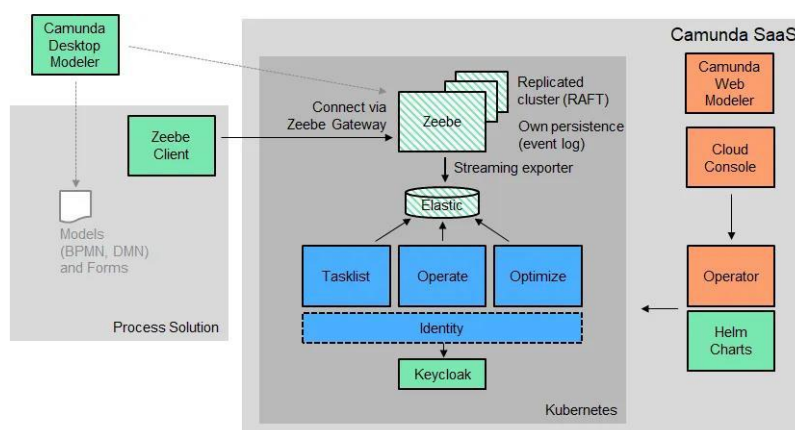 Camunda
Desktop
Modeler
Camunda SaaS
Camunda
Web
Modeler
Replicated
cluster (RAFT)
Connect via
Zeebe Gateway
Zeebe
Own persistence
(event log)
Zeebe
Client
Cloud
Console
Streaming exporter
Elastic
Models
(BPMN, DMN)
and Forms
Tasklist
Operate
Optimize
Operator
Process Solution
Identity
Helm
Charts
Keycloak
Kubernetes